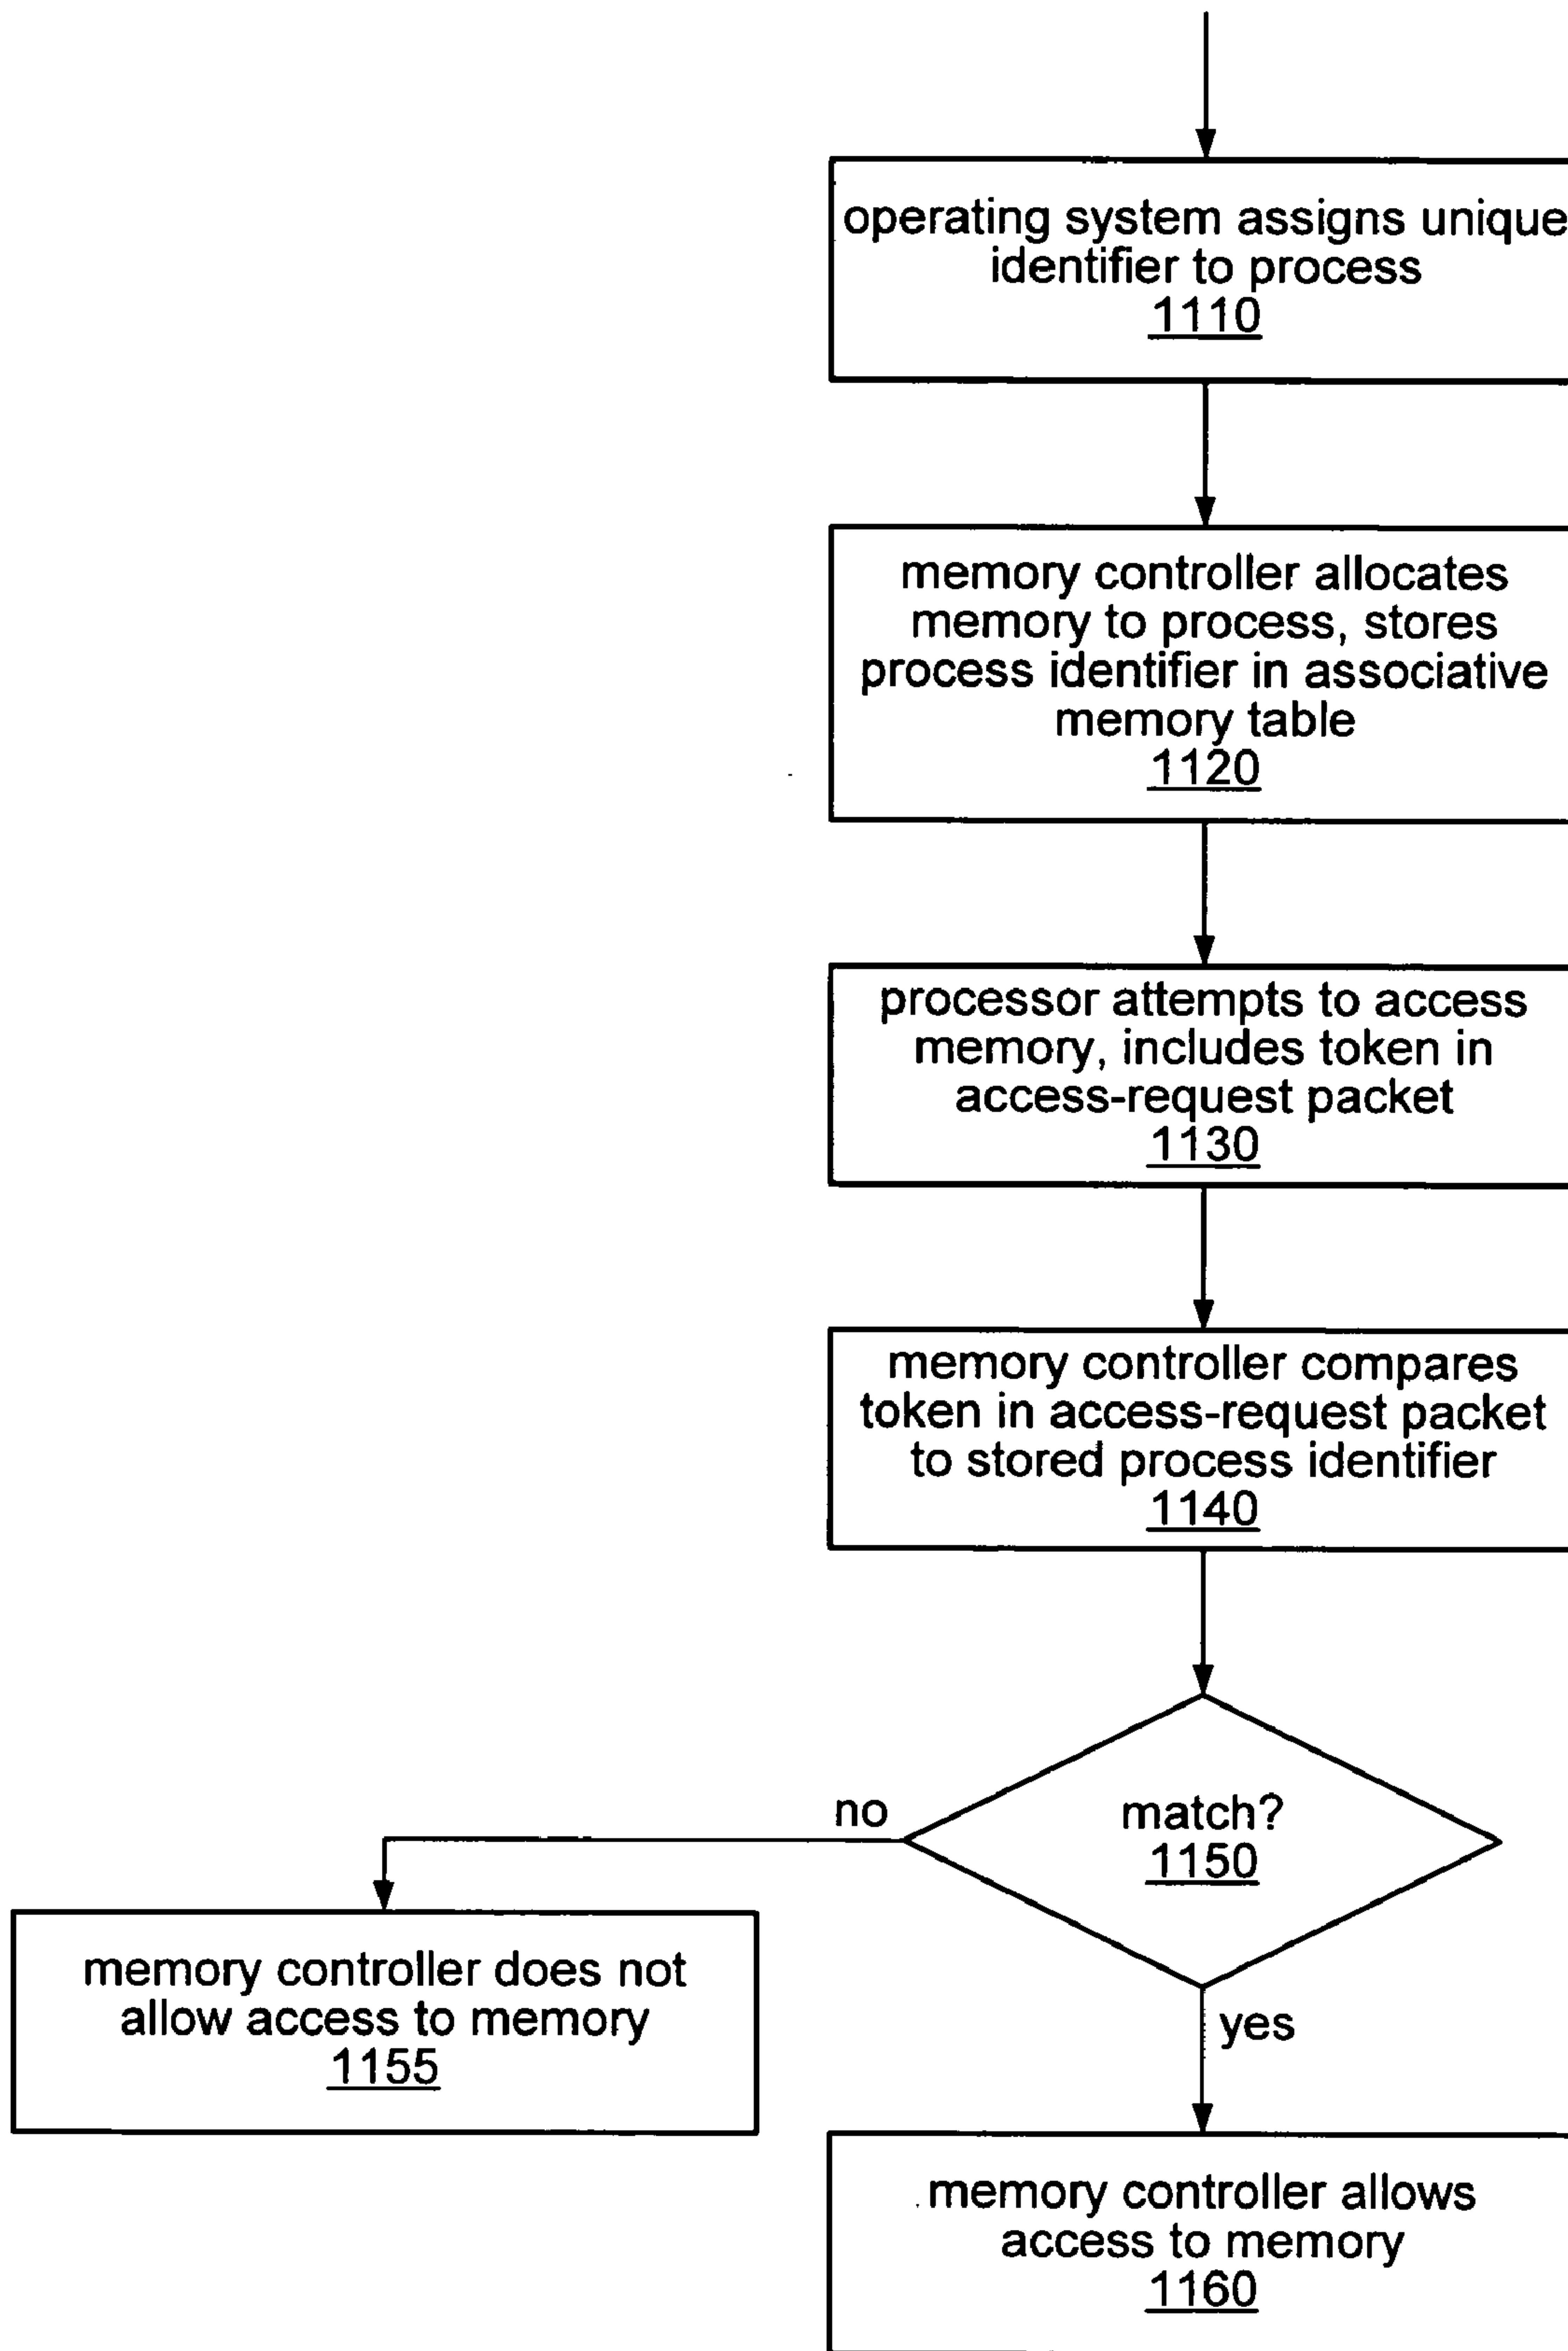 operating system assigns unique
identifier to process
1110
memory controller allocates
memory to process, stores
process identifier in associative
memory table
1120
processor attempts to access
memory, includes token in
access-request packet
1130
memory controller compares
token in access-request packet
to stored process identifier
1140
match?
1150
no
yes
memory controller does not
allow access to memory
1155
memory controller allows
access to memory
1160